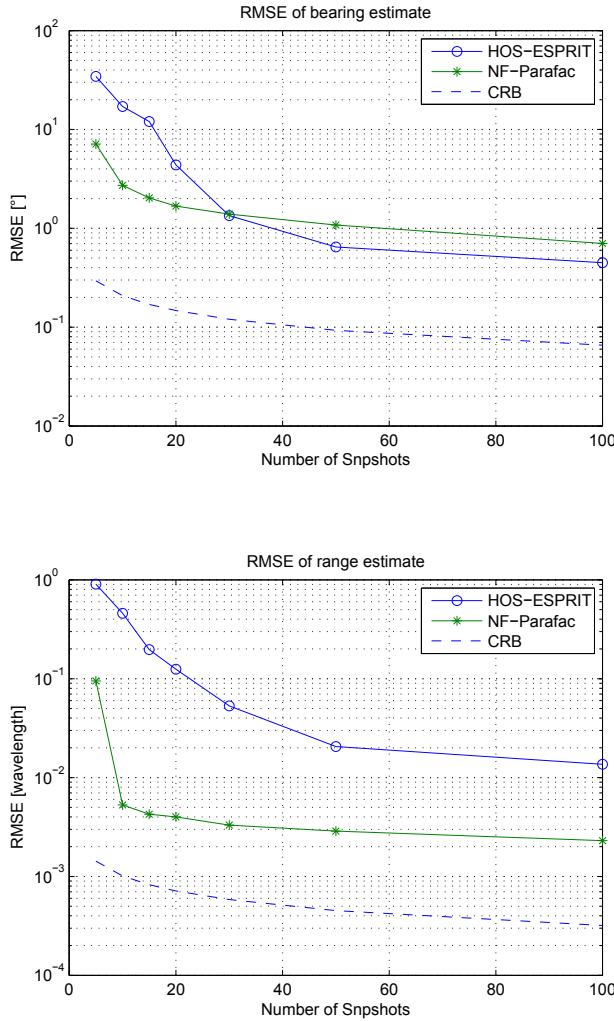 RMSE of bearing estimate
10^2
10^1
10^0
10^-1
10^-2
RMSE [°]
HOS-ESPRIT
NF-Parafac
CRB
0 20 40 60 80 100
Number of Snpshots
RMSE of range estimate
10^0
10^-1
10^-2
10^-3
10^-4
RMSE [wavelength]
HOS-ESPRIT
NF-Parafac
CRB
0 20 40 60 80 100
Number of Snpshots